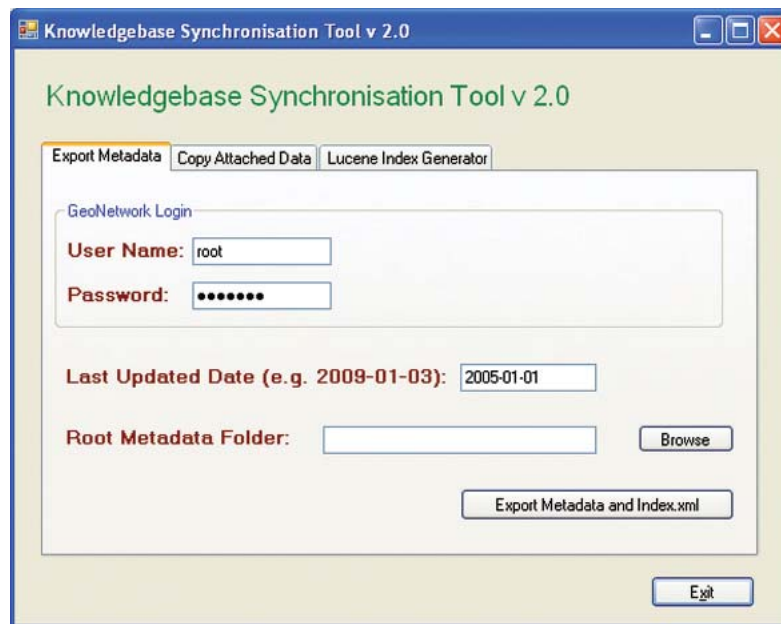 Knowledgebase Synchronisation Tool v 2.0
Knowledgebase Synchronisation Tool v 2.0
Export Metadata Copy Attached Data Lucene Index Generator
GeoNetwork Login
User Name: root
Password: •••••••
Last Updated Date (e.g. 2009-01-03): 2005-01-01
Root Metadata Folder: Browse
Export Metadata and Index.xml
Exit